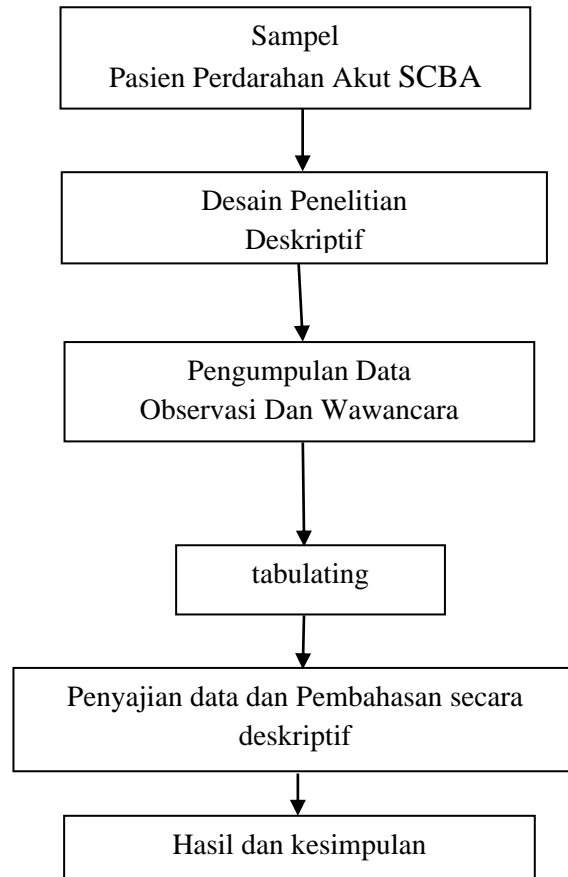 Sampel
Pasien Perdarahan Akut SCBA
Desain Penelitian
Deskriptif
Pengumpulan Data
Observasi Dan Wawancara
tabulating
Penyajian data dan Pembahasan secara
deskriptif
Hasil dan kesimpulan